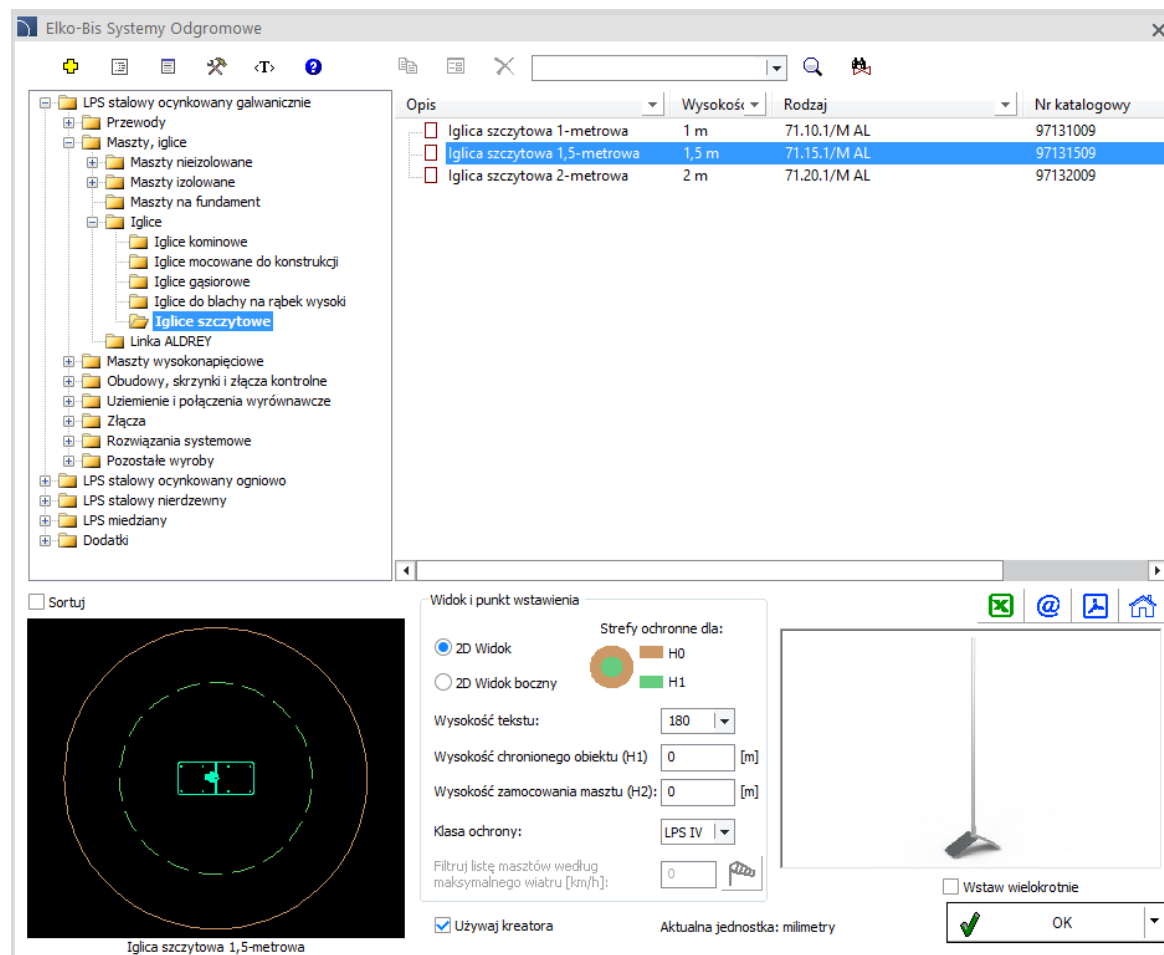 Elko-Bis Systemy Odgromowe
<T>
LPS stalowy ocynkowany galwanicznie
Przewody
Maszty, iglice
Maszty nieizolowane
Maszty izolowane
Maszty na fundament
Iglice
Iglice kominowe
Iglice mocowane do konstrukcji
Iglice gąsiorowe
Iglice do blachy na rąbek wysoki
Iglice szczytowe
Linka ALDREY
Maszty wysokonapięciowe
Obudowy, skrzynki i złącza kontrolne
Uziemienie i połączenia wyrównawcze
Złącza
Rozwiązania systemowe
Pozostałe wyroby
LPS stalowy ocynkowany ogniowo
LPS stalowy nierdzewny
LPS miedziany
Dodatki
Opis Wysokość Rodzaj Nr katalogowy
Iglica szczytowa 1-metrowa 1 m 71.10.1/M AL 97131009
Iglica szczytowa 1,5-metrowa 1,5 m 71.15.1/M AL 97131509
Iglica szczytowa 2-metrowa 2 m 71.20.1/M AL 97132009
Sortuj
Iglica szczytowa 1,5-metrowa
Widok i punkt wstawienia
2D Widok
2D Widok boczny
Strefy ochronne dla:
H0
H1
Wysokość tekstu: 180
Wysokość chronionego obiektu (H1) 0 [m]
Wysokość zamocowania masztu (H2): 0 [m]
Klasa ochrony: LPS IV
Filtruj listę masztów według
maksymalnego wiatru [km/h]: 0
Używaj kreatora
Aktualna jednostka: milimetry
Wstaw wielokrotnie
OK